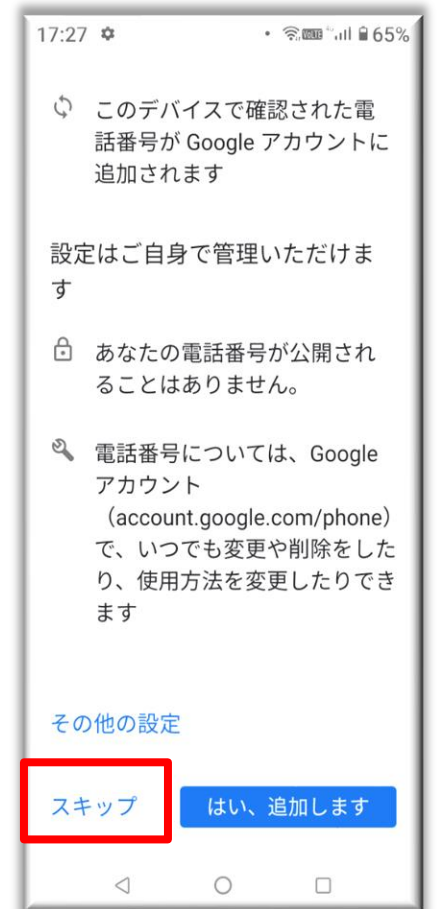 17:27 65%
このデバイスで確認された電
話番号が Google アカウントに
追加されます
設定はご自身で管理いただけま
す
あなたの電話番号が公開され
ることはありません。
電話番号については、Google
アカウント
（account.google.com/phone）
で、いつでも変更や削除をした
り、使用方法を変更したりでき
ます
その他の設定
スキップ はい、追加します